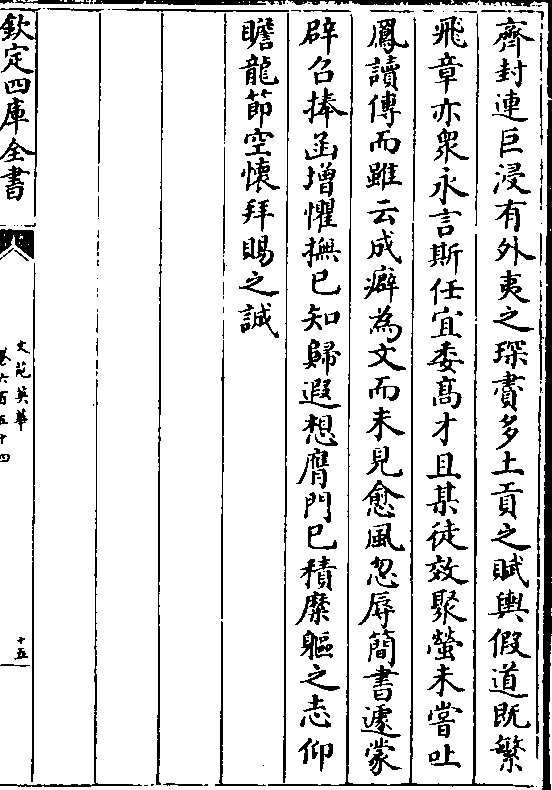 齊封連巨浸有外夷之琛賮多土貢之賦輿假道既繁
飛章亦衆永言斯任宜委髙才且某徒效聚螢未嘗吐
鳳讀傳而雖云成癖為文而未見愈風忽辱簡書遽蒙
辟召捧函增懼撫已知歸遐想膺門已積糜軀之志仰
瞻龍節空懷拜賜之誠
欽定四庫全書
文苑英華
卷六百五十四
十五